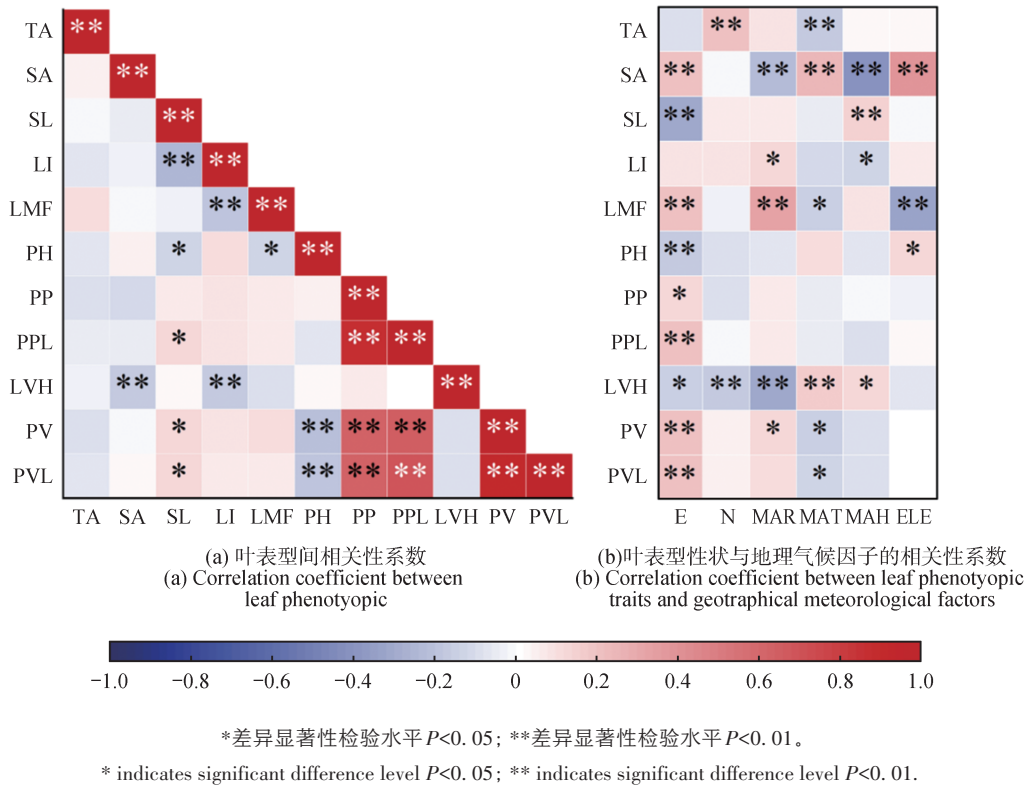 TA ** TA ** **
SA ** SA ** ** ** ** **
SL ** SL ** **
LI ** ** LI * *
LMF ** ** LMF ** ** * **
PH * * ** PH ** *
PP ** PP *
PPL * ** ** PPL **
LVH ** ** ** LVH * ** ** ** *
PV * ** ** ** ** PV ** * *
PVL * ** ** ** ** ** PVL ** *
TA SA SL LI LMF PH PP PPL LVH PV PVL
E N MAR MAT MAH ELE
(a) 叶表型间相关性系数
(a) Correlation coefficient between
leaf phenotyopic
(b)叶表型性状与地理气候因子的相关性系数
(b) Correlation coefficient between leaf phenotyopic
traits and geotraphical meteorological factors
−1.0 −0.8 −0.6 −0.4 −0.2 0 0.2 0.4 0.6 0.8 1.0
*差异显著性检验水平P<0. 05; **差异显著性检验水平P<0. 01。
* indicates significant difference level P<0. 05; ** indicates significant difference level P<0. 01.